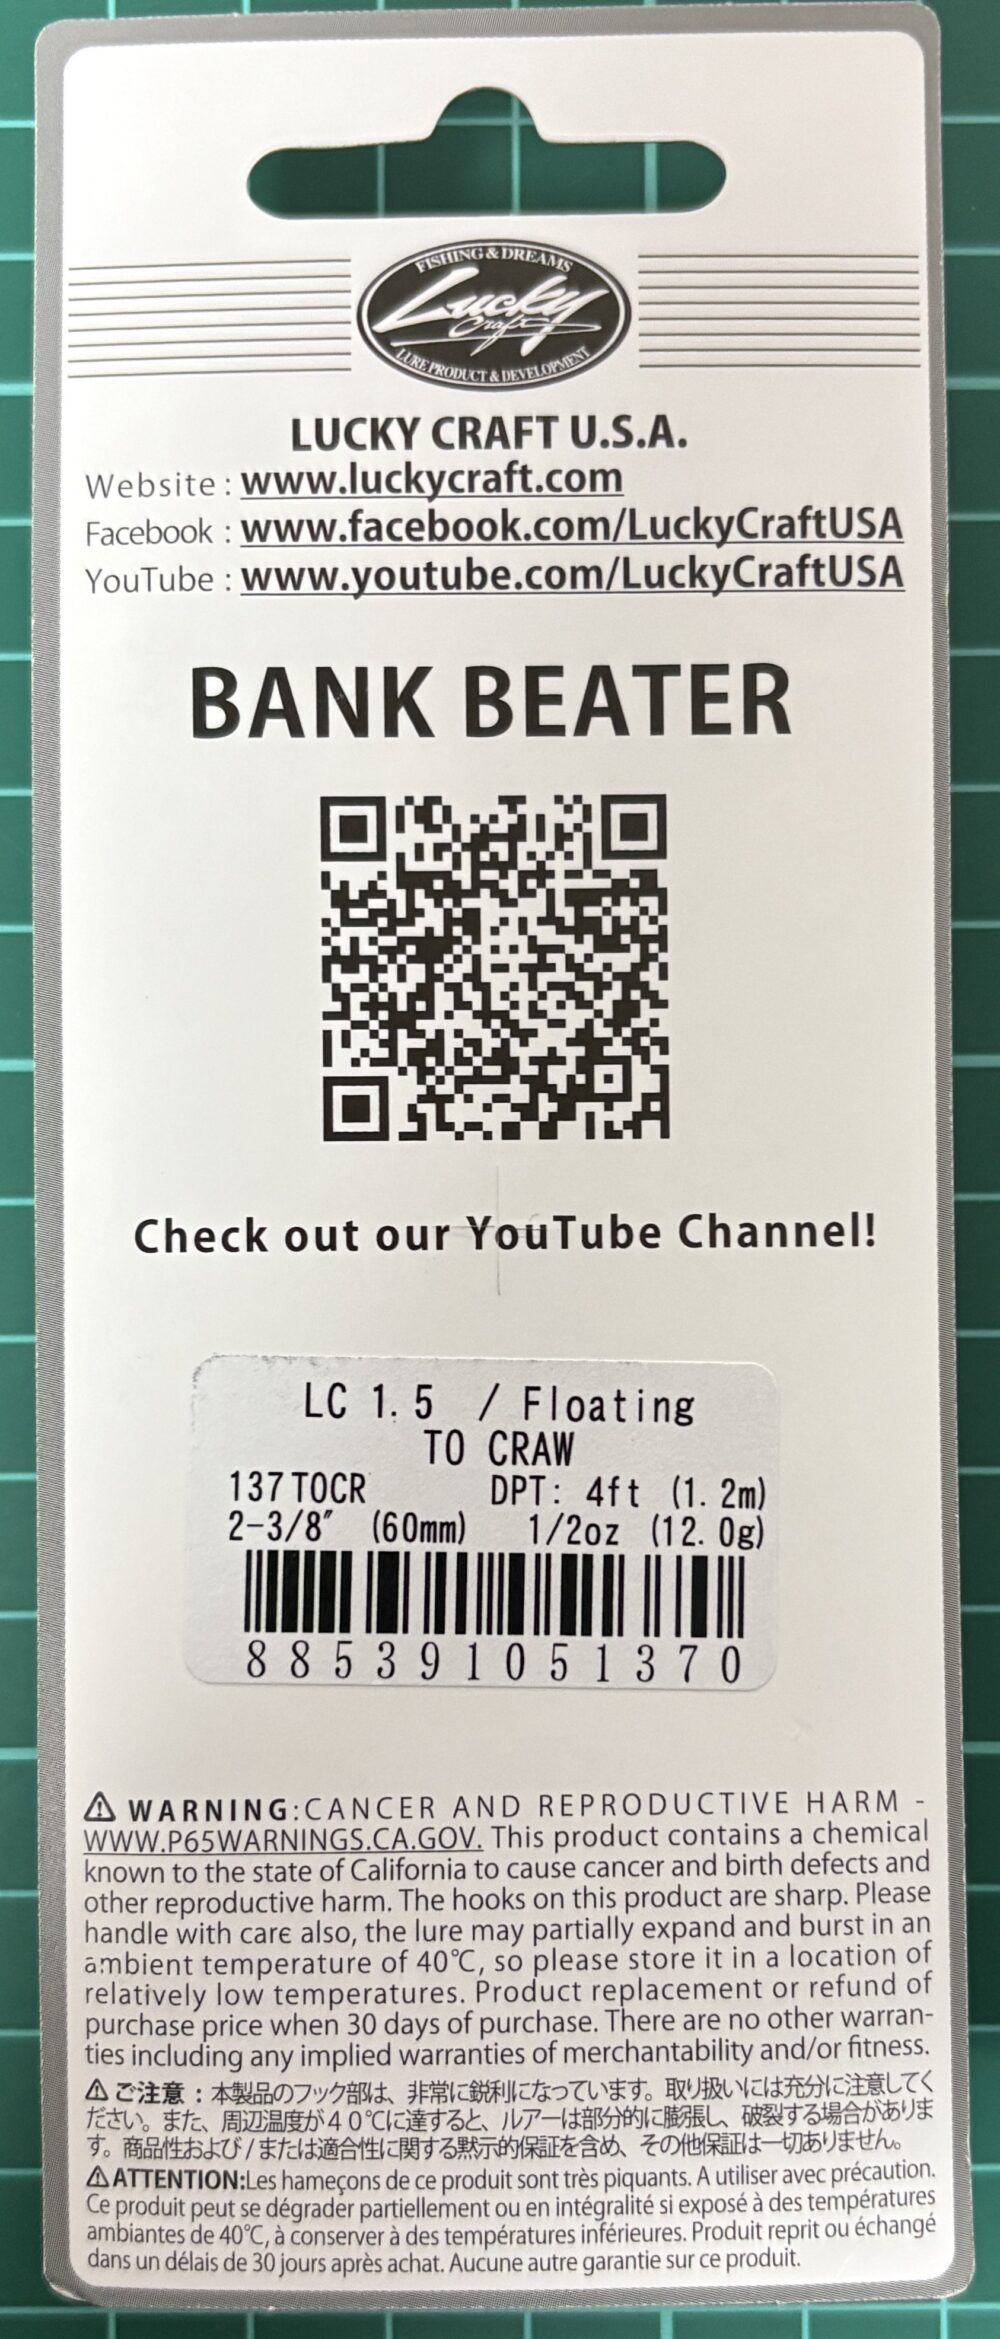 FISHING & DREAMS
Lucky
Craft
LURE PRODUCT & DEVELOPMENT
LUCKY CRAFT U.S.A.
Website : www.luckycraft.com
Facebook : www.facebook.com/LuckyCraftUSA
YouTube : www.youtube.com/LuckyCraftUSA
BANK BEATER
Check out our YouTube Channel!
LC 1.5 / Floating
TO CRAW
137TOCR DPT: 4ft (1.2m)
2-3/8″ (60mm) 1/2oz (12.0g)
885391051370
⚠ WARNING:CANCER AND REPRODUCTIVE HARM -
WWW.P65WARNINGS.CA.GOV. This product contains a chemical
known to the state of California to cause cancer and birth defects and
other reproductive harm. The hooks on this product are sharp. Please
handle with care also, the lure may partially expand and burst in an
ambient temperature of 40℃, so please store it in a location of
relatively low temperatures. Product replacement or refund of
purchase price when 30 days of purchase. There are no other warran-
ties including any implied warranties of merchantability and/or fitness.
⚠ご注意：本製品のフック部は、非常に鋭利になっています。取り扱いには充分に注意してく
ださい。また、周辺温度が４０℃に達すると、ルアーは部分的に膨張し、破裂する場合がありま
す。商品性および/または適合性に関する黙示的保証を含め、その他保証は一切ありません。
⚠ATTENTION:Les hameçons de ce produit sont très piquants. A utiliser avec précaution.
Ce produit peut se dégrader partiellement ou en intégralité si exposé à des températures
ambiantes de 40℃, à conserver à des températures inférieures. Produit reprit ou échangé
dans un délais de 30 jours après achat. Aucune autre garantie sur ce produit.